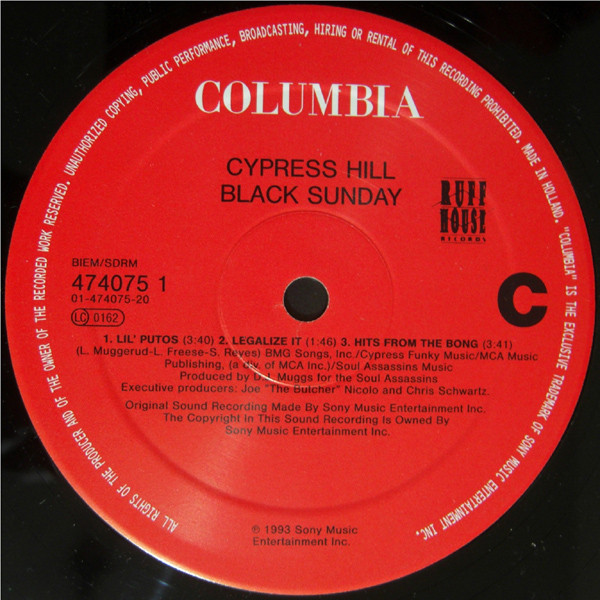 ALL RIGHTS OF THE PRODUCER AND OF THE OWNER OF THE RECORDED WORK RESERVED. UNAUTHORIZED COPYING, PUBLIC PERFORMANCE, BROADCASTING, HIRING OR RENTAL OF THIS RECORDING PROHIBITED. MADE IN HOLLAND. "COLUMBIA" IS THE EXCLUSIVE TRADEMARK OF SONY MUSIC ENTERTAINMENT INC.
COLUMBIA
CYPRESS HILL
BLACK SUNDAY
RUFF
HOUSE
RECORDS
BIEM/SDRM
474075 1
01-474075-20
LC 0162
C
1. LIL' PUTOS (3:40) 2. LEGALIZE IT (1:46) 3. HITS FROM THE BONG (3:41)
(L. Muggerud-L. Freese-S. Reyes) BMG Songs, Inc./Cypress Funky Music/MCA Music
Publishing, (a div. of MCA Inc.)/Soul Assassins Music
Produced by D.J. Muggs for the Soul Assassins
Executive producers: Joe "The Butcher" Nicolo and Chris Schwartz.
Original Sound Recording Made By Sony Music Entertainment Inc.
The Copyright In This Sound Recording Is Owned By
Sony Music Entertainment Inc.
℗ 1993 Sony Music
Entertainment Inc.